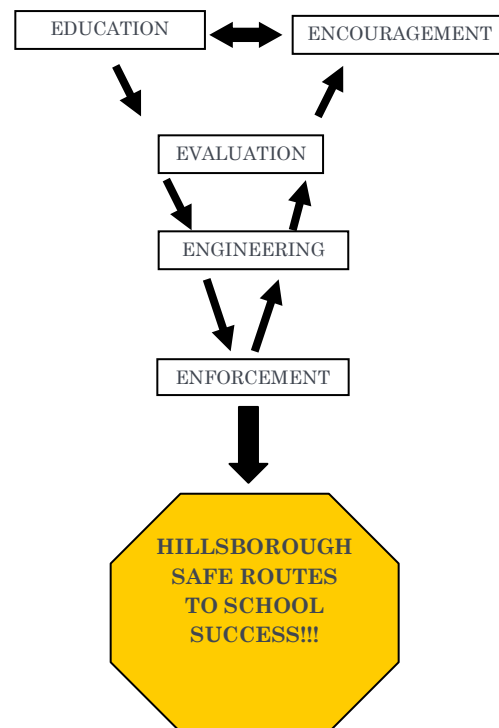 EDUCATION
ENCOURAGEMENT
EVALUATION
ENGINEERING
ENFORCEMENT
HILLSBOROUGH
SAFE ROUTES
TO SCHOOL
SUCCESS!!!